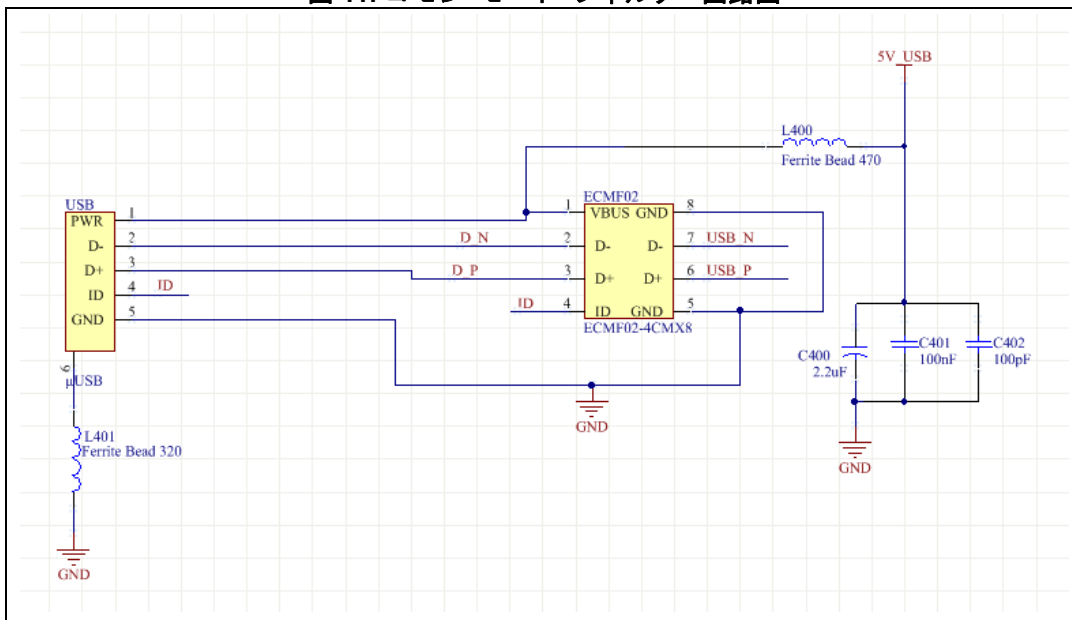 5V_USB
L400
Ferrite Bead 470
USB
PWR 1
D- 2
D+ 3
ID 4 ID
GND 5
6
µUSB
L401
Ferrite Bead 320
GND
D_N
D_P
ID
ECMF02
1 VBUS GND 8
2 D- D- 7 USB_N
3 D+ D+ 6 USB_P
4 ID GND 5
ECMF02-4CMX8
GND
C400
2.2uF
C401
100nF
C402
100pF
GND